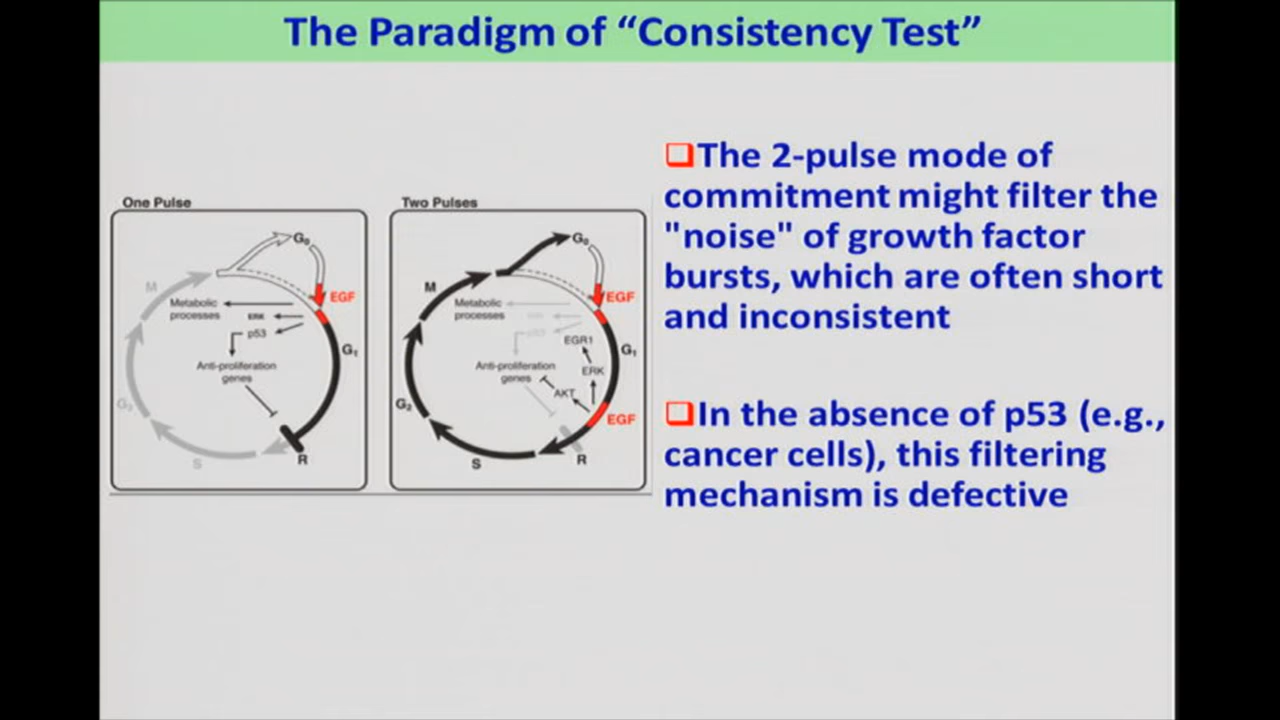 The Paradigm of “Consistency Test”
One Pulse
G₀
EGF
M
Metabolic
processes
ERK
p53
G₁
Anti-proliferation
genes
G₂
S
R
Two Pulses
G₀
EGF
M
Metabolic
processes
EGR1
G₁
Anti-proliferation
genes
ERK
AKT
G₂
EGF
S
R
❑The 2-pulse mode of
commitment might filter the
"noise" of growth factor
bursts, which are often short
and inconsistent
❑In the absence of p53 (e.g.,
cancer cells), this filtering
mechanism is defective